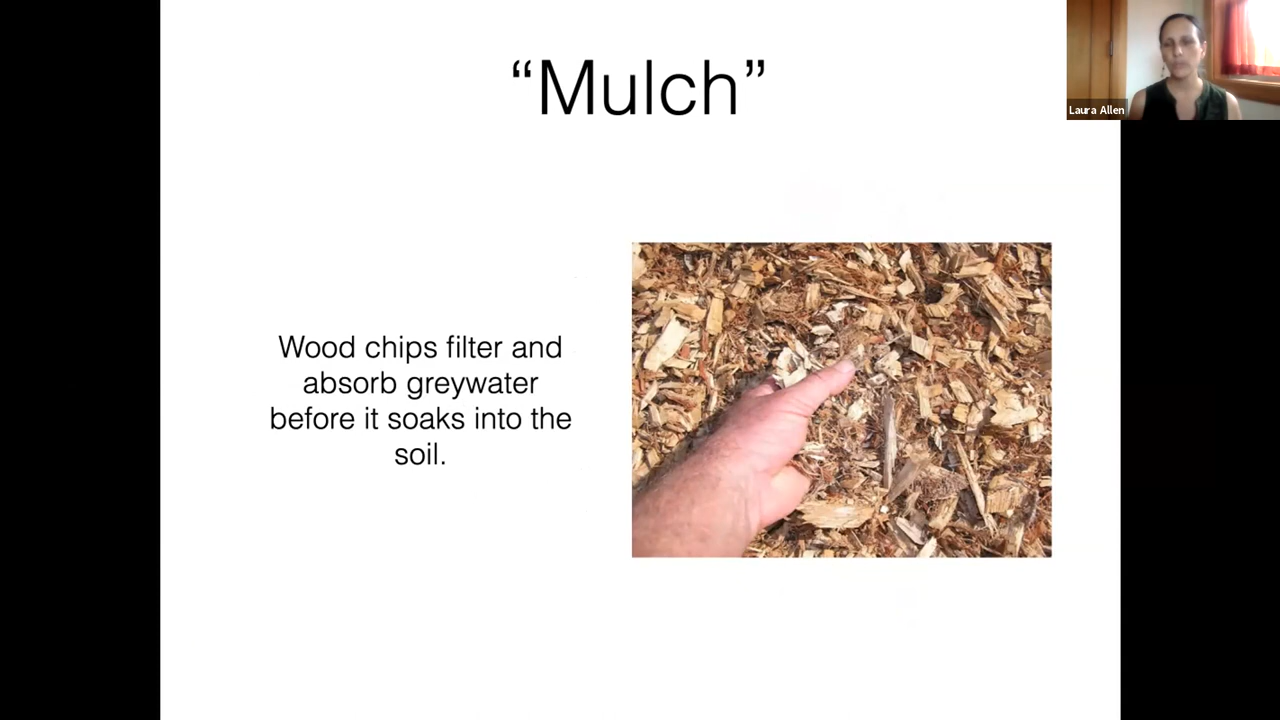 “Mulch”
Laura Allen
Wood chips filter and
absorb greywater
before it soaks into the
soil.